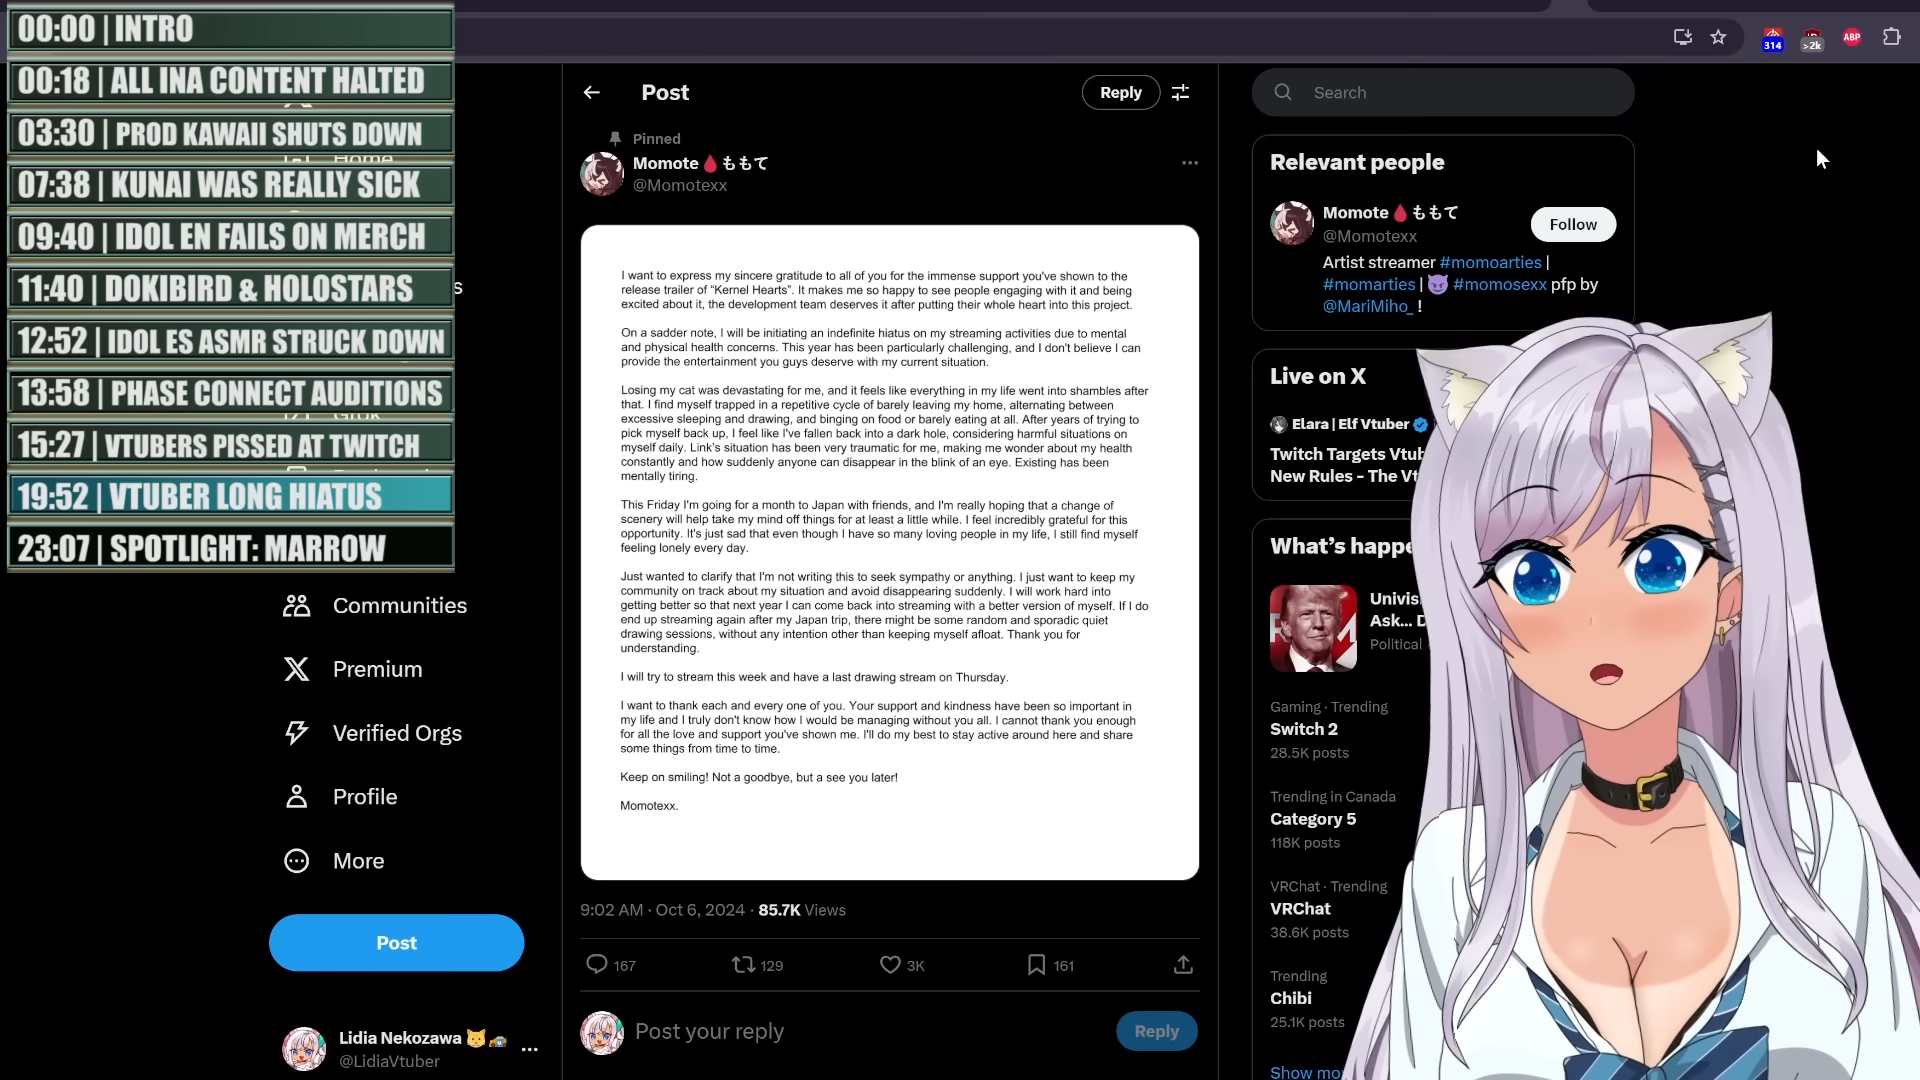 00:00 | INTRO
00:18 | ALL INA CONTENT HALTED
03:30 | PROD KAWAII SHUTS DOWN
07:38 | KUNAI WAS REALLY SICK
09:40 | IDOL EN FAILS ON MERCH
11:40 | DOKIBIRD & HOLOSTARS
12:52 | IDOL ES ASMR STRUCK DOWN
13:58 | PHASE CONNECT AUDITIONS
15:27 | VTUBERS PISSED AT TWITCH
19:52 | VTUBER LONG HIATUS
23:07 | SPOTLIGHT: MARROW
Communities
Premium
Verified Orgs
Profile
More
Post
Lidia Nekozawa
@LidiaVtuber
Post
Reply
Pinned
Momote🩸ももて
@Momotexx
I want to express my sincere gratitude to all of you for the immense support you've shown to the
release trailer of "Kernel Hearts". It makes me so happy to see people engaging with it and being
excited about it, the development team deserves it after putting their whole heart into this project.
On a sadder note, I will be initiating an indefinite hiatus on my streaming activities due to mental
and physical health concerns. This year has been particularly challenging, and I don't believe I can
provide the entertainment you guys deserve with my current situation.
Losing my cat was devastating for me, and it feels like everything in my life went into shambles after
that. I find myself trapped in a repetitive cycle of barely leaving my home, alternating between
excessive sleeping and drawing, and binging on food or barely eating at all. After years of trying to
pick myself back up, I feel like I've fallen back into a dark hole, considering harmful situations on
myself daily. Link's situation has been very traumatic for me, making me wonder about my health
constantly and how suddenly anyone can disappear in the blink of an eye. Existing has been
mentally tiring.
This Friday I'm going for a month to Japan with friends, and I'm really hoping that a change of
scenery will help take my mind off things for at least a little while. I feel incredibly grateful for this
opportunity. It's just sad that even though I have so many loving people in my life, I still find myself
feeling lonely every day.
Just wanted to clarify that I'm not writing this to seek sympathy or anything. I just want to keep my
community on track about my situation and avoid disappearing suddenly. I will work hard into
getting better so that next year I can come back into streaming with a better version of myself. If I do
end up streaming again after my Japan trip, there might be some random and sporadic quiet
drawing sessions, without any intention other than keeping myself afloat. Thank you for
understanding.
I will try to stream this week and have a last drawing stream on Thursday.
I want to thank each and every one of you. Your support and kindness have been so important in
my life and I truly don't know how I would be managing without you all. I cannot thank you enough
for all the love and support you've shown me. I'll do my best to stay active around here and share
some things from time to time.
Keep on smiling! Not a goodbye, but a see you later!
Momotexx.
9:02 AM · Oct 6, 2024 · 85.7K Views
167 129 3K 161
Post your reply
Reply
314 >2k ABP
Search
Relevant people
Momote🩸ももて
@Momotexx
Follow
Artist streamer #momoarties |
#momarties | 😈 #momosexx pfp by
@MariMiho_ !
Live on X
Elara | Elf Vtuber
Twitch Targets
New Rules - The
What's
Ask...
Political
Gaming · Trending
Switch 2
28.5K posts
Trending in Canada
Category 5
118K posts
VRChat · Trending
VRChat
38.6K posts
Trending
Chibi
25.1K posts
Show